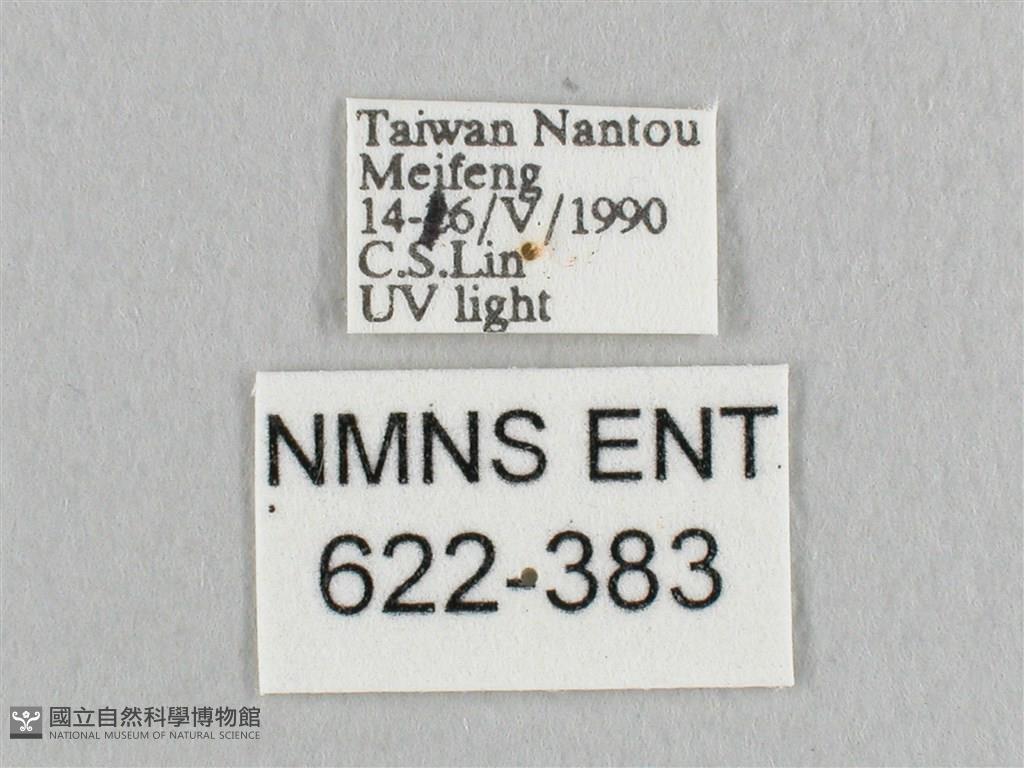 Taiwan Nantou
Meifeng
14-16/V/1990
C.S.Lin
UV light
NMNS ENT
622-383
國立自然科學博物館
NATIONAL MUSEUM OF NATURAL SCIENCE